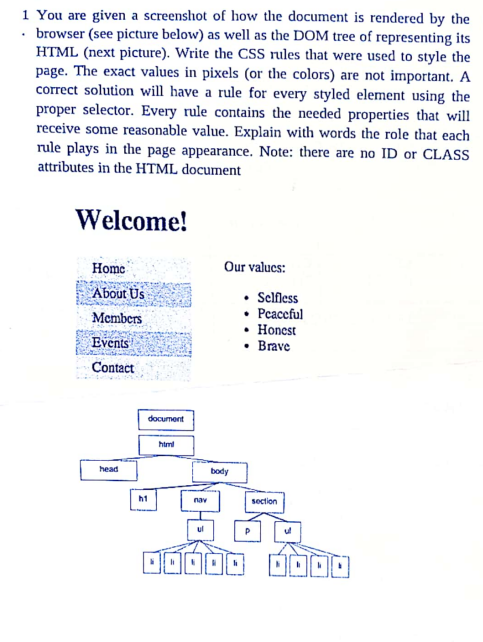 1 You are given a screenshot of how the document is rendered by the
. browser (see picture below) as well as the DOM tree of representing its
HTML (next picture). Write the CSS rules that were used to style the
page. The exact values in pixels (or the colors) are not important. A
correct solution will have a rule for every styled element using the
proper selector. Every rule contains the needed properties that will
receive some reasonable value. Explain with words the role that each
rule plays in the page appearance. Note: there are no ID or CLASS
attributes in the HTML document
Welcome!
Home
About Us
Members
Events
Contact
Our values:
• Selfless
• Peaceful
• Honest
• Brave
document
html
head body
h1 nav section
ul p ul
li li li li li li li li li